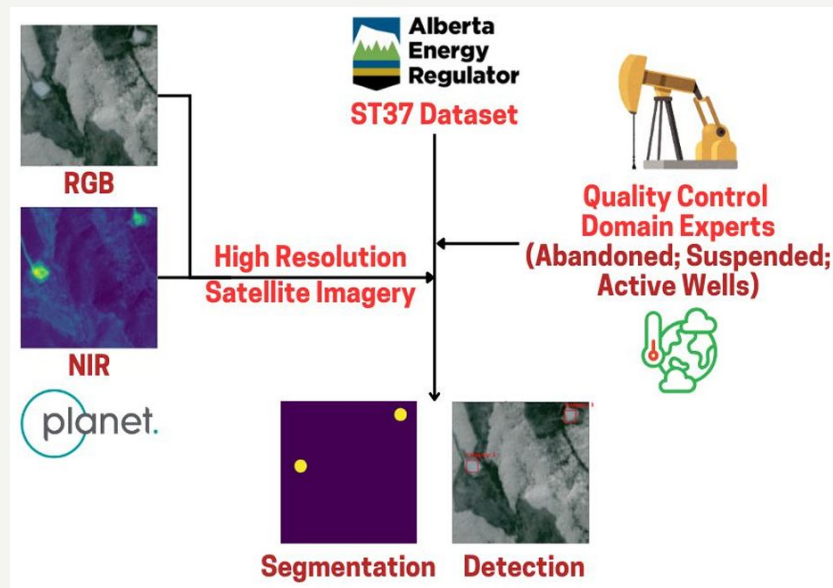 Alberta
Energy
Regulator
ST37 Dataset
RGB
NIR
planet.
High Resolution
Satellite Imagery
Quality Control
Domain Experts
(Abandoned; Suspended;
Active Wells)
Segmentation
Detection